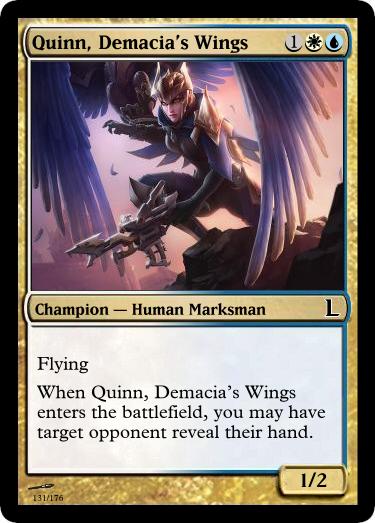 Quinn, Demacia's Wings 1
Champion — Human Marksman L
Flying
When Quinn, Demacia's Wings
enters the battlefield, you may have
target opponent reveal their hand.
1/2
131/176